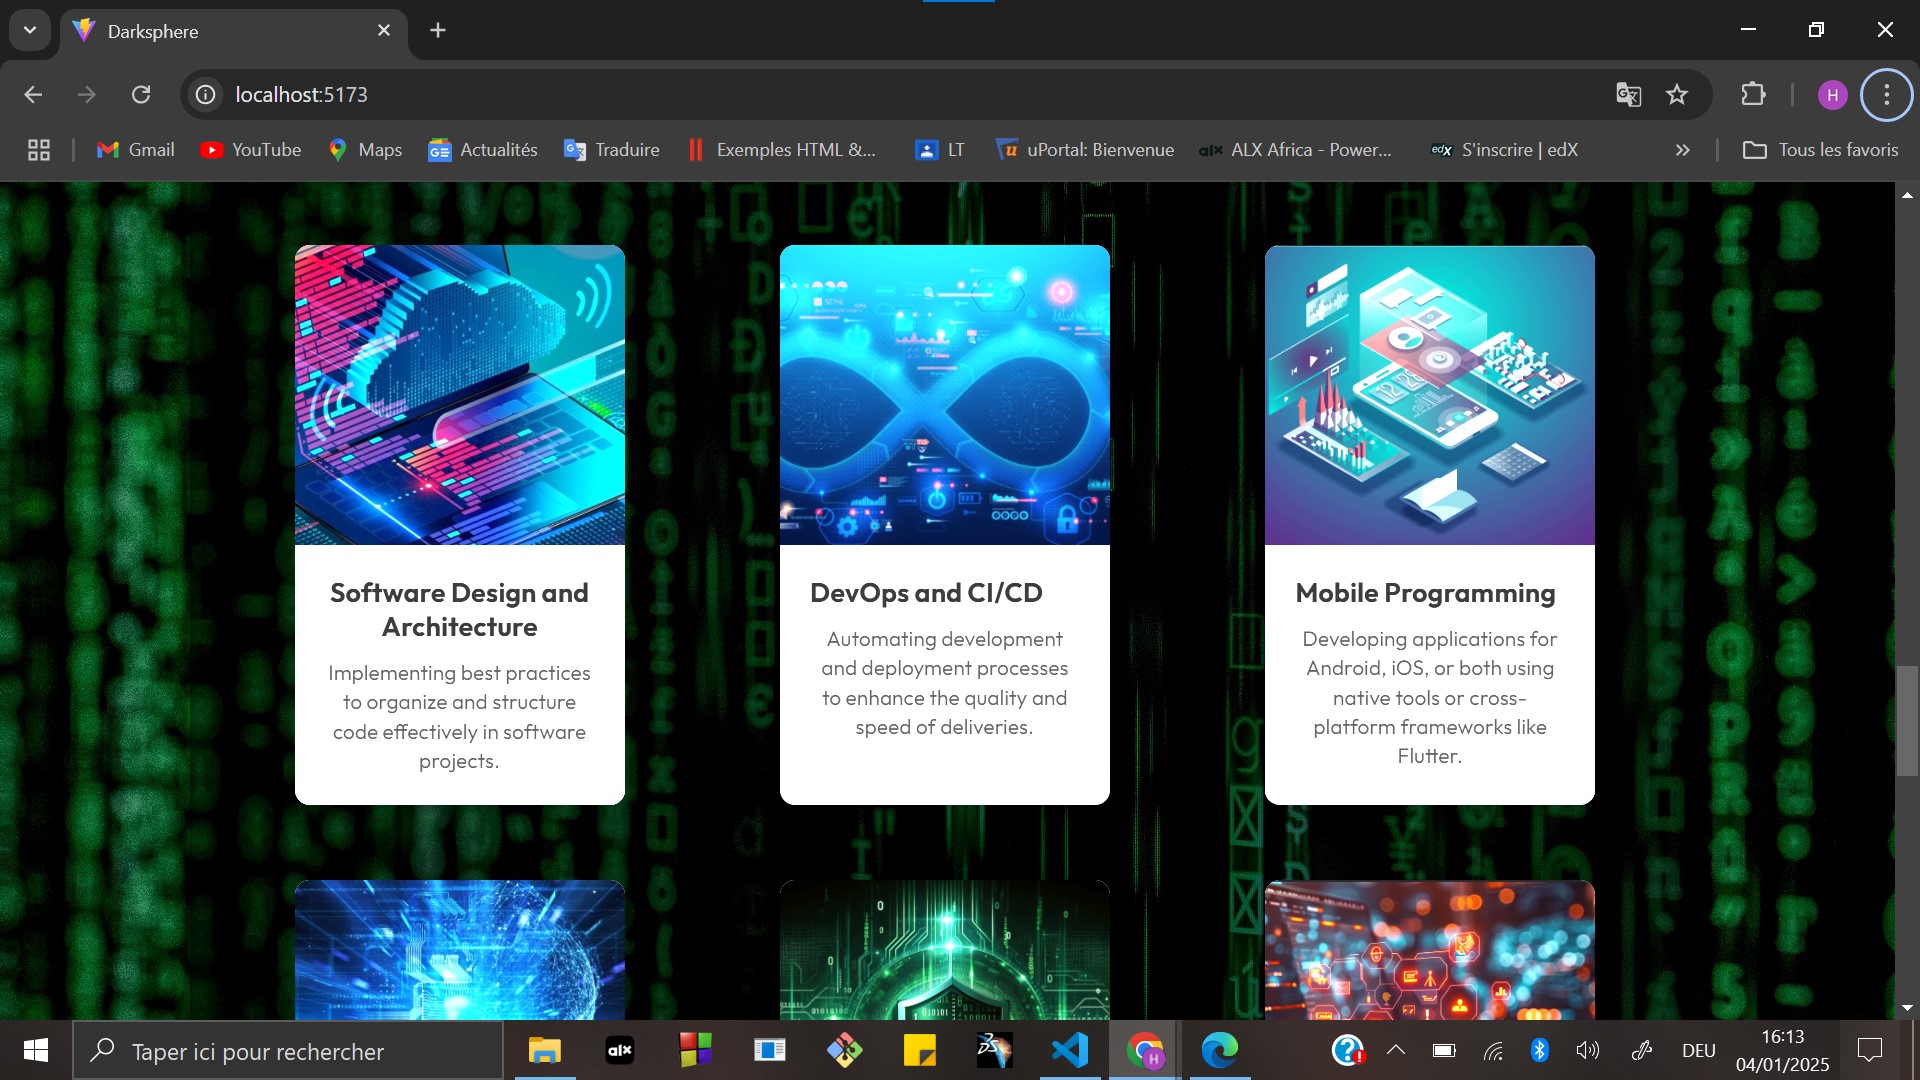 Darksphere
localhost:5173
H
Gmail
YouTube
Maps
Actualités
Traduire
Exemples HTML &...
LT
uPortal: Bienvenue
alx
ALX Africa - Power...
edX
S'inscrire | edX
Tous les favoris
Software Design and
Architecture
Implementing best practices
to organize and structure
code effectively in software
projects.
DevOps and CI/CD
Automating development
and deployment processes
to enhance the quality and
speed of deliveries.
Mobile Programming
Developing applications for
Android, iOS, or both using
native tools or cross-
platform frameworks like
Flutter.
Taper ici pour rechercher
alx
H
DEU
16:13
04/01/2025